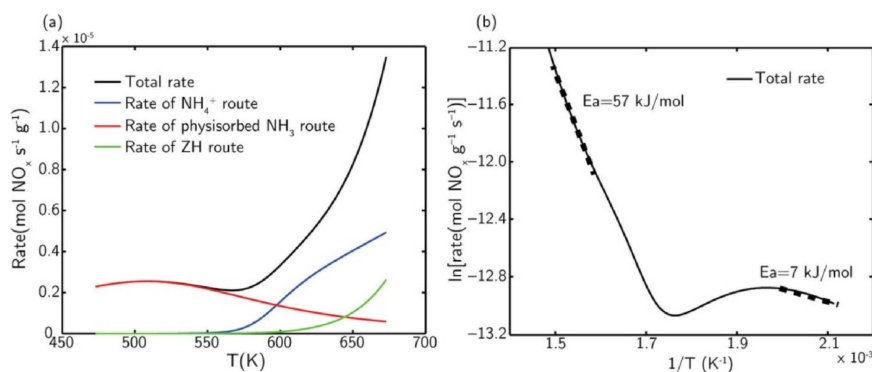 (a)
Rate(mol NOₓ s⁻¹ g⁻¹)
1.4 × 10⁻⁵
1.2
1.0
0.8
0.6
0.4
0.2
0
Total rate
Rate of NH₄⁺ route
Rate of physisorbed NH₃ route
Rate of ZH route
450 500 550 600 650 700
T(K)
(b)
ln[rate(mol NOₓ g⁻¹ s⁻¹)]
−11.2
−11.6
−12.0
−12.4
−12.8
−13.2
Total rate
Ea=57 kJ/mol
Ea=7 kJ/mol
1.5 1.7 1.9 2.1
× 10⁻³
1/T (K⁻¹)